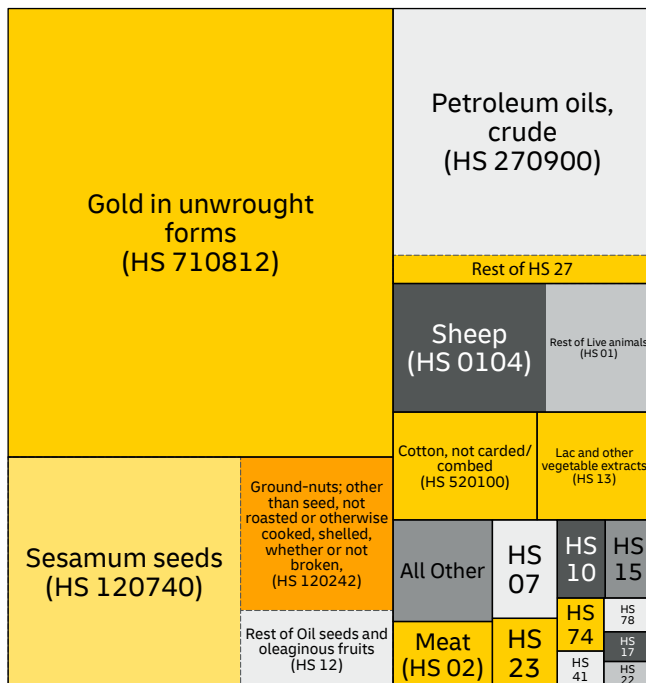 Gold in unwrought
forms
(HS 710812)
Petroleum oils,
crude
(HS 270900)
Rest of HS 27
Sheep
(HS 0104)
Rest of Live animals
(HS 01)
Cotton, not carded/
combed
(HS 520100)
Lac and other
vegetable extracts
(HS 13)
Sesamum seeds
(HS 120740)
Ground-nuts; other
than seed, not
roasted or otherwise
cooked, shelled,
whether or not
broken,
(HS 120242)
Rest of Oil seeds and
oleaginous fruits
(HS 12)
All Other
Meat
(HS 02)
HS
07
HS
23
HS
10
HS
15
HS
74
HS
41
HS
78
HS
17
HS
22